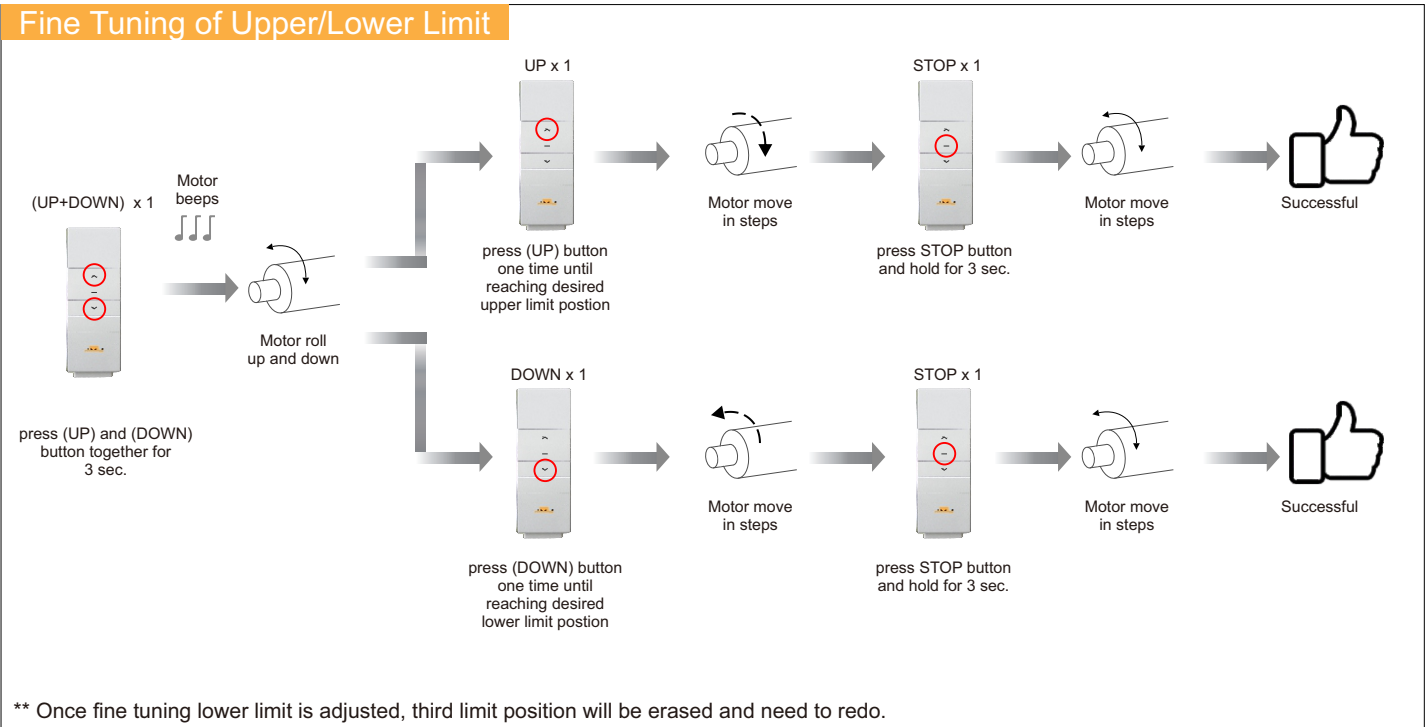 Fine Tuning of Upper/Lower Limit
UP x 1
STOP x 1
Motor
beeps
(UP+DOWN) x 1
Motor move
in steps
Motor move
in steps
Successful
press (UP) button
one time until
reaching desired
upper limit postion
press STOP button
and hold for 3 sec.
Motor roll
up and down
DOWN x 1
STOP x 1
press (UP) and (DOWN)
button together for
3 sec.
Motor move
in steps
Motor move
in steps
Successful
press (DOWN) button
one time until
reaching desired
lower limit postion
press STOP button
and hold for 3 sec.
** Once fine tuning lower limit is adjusted, third limit position will be erased and need to redo.